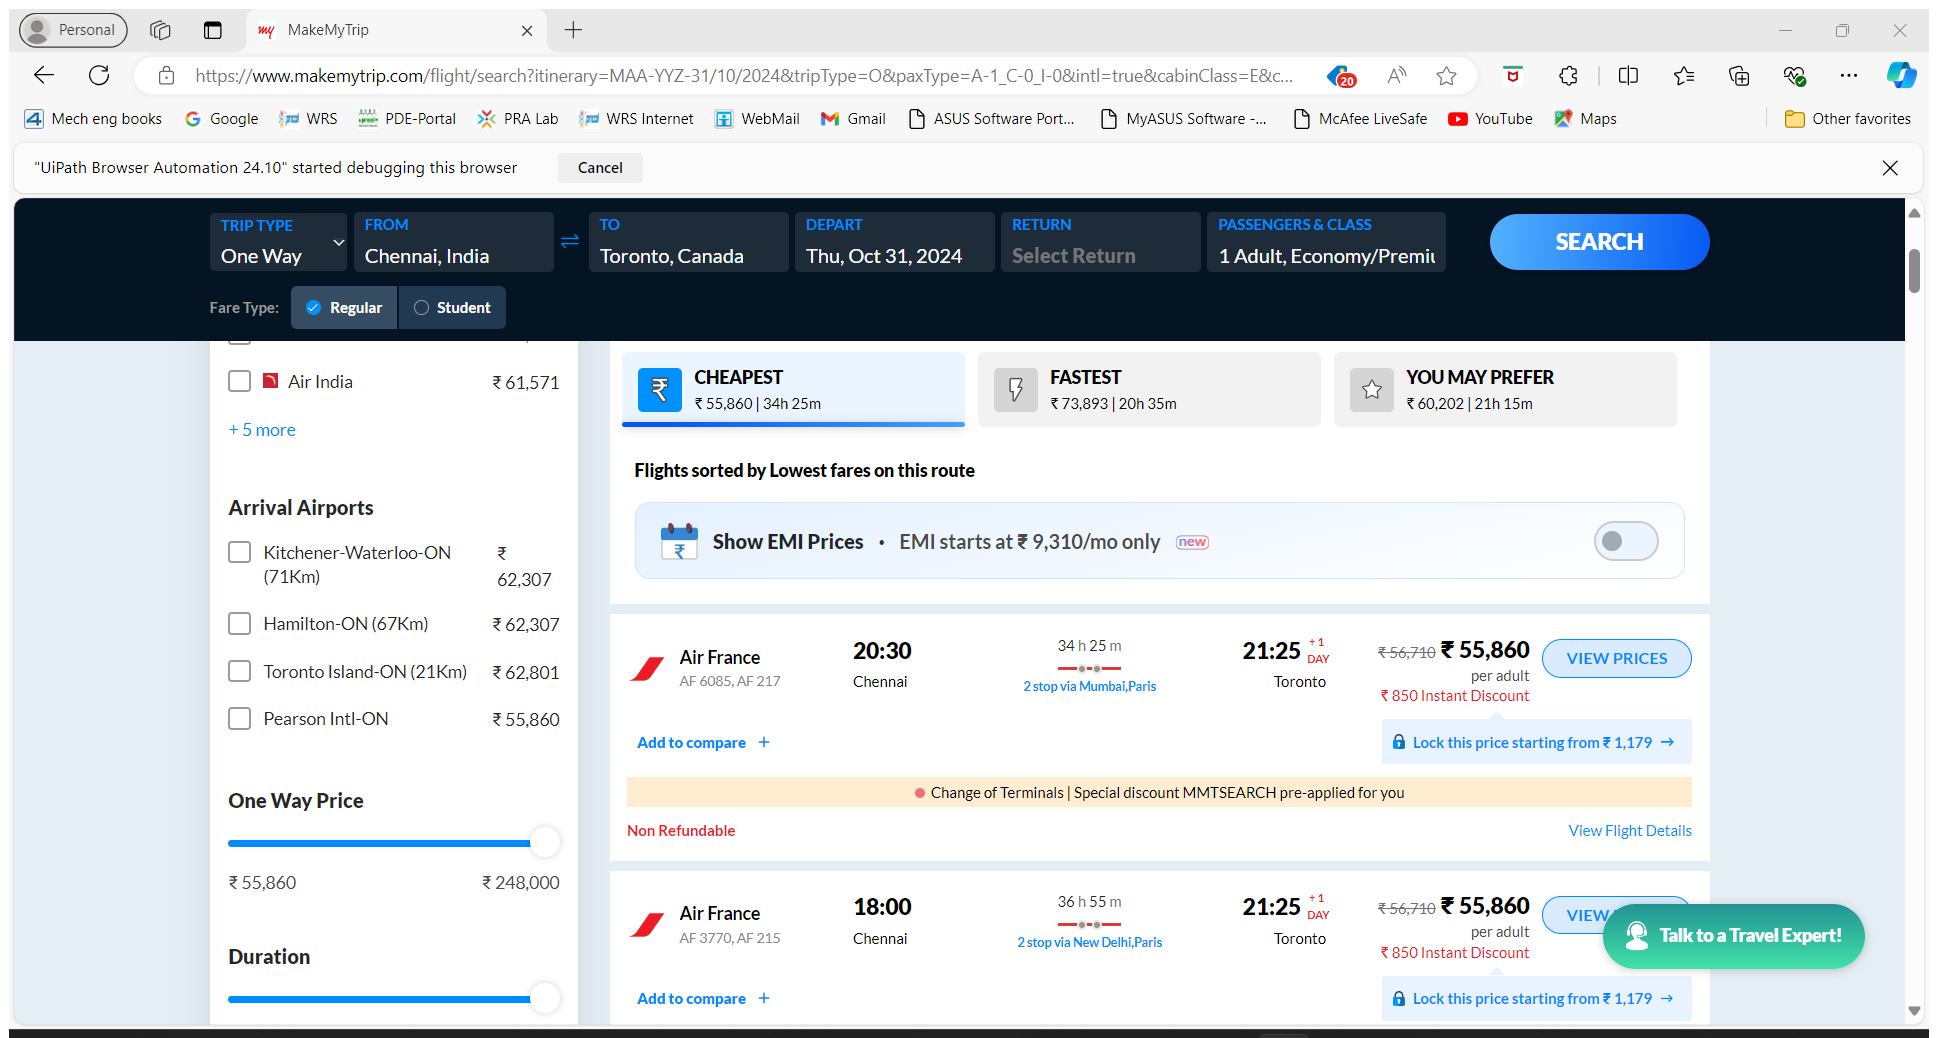 Personal
MakeMyTrip
https://www.makemytrip.com/flight/search?itinerary=MAA-YYZ-31/10/2024&tripType=O&paxType=A-1_C-0_I-0&intl=true&cabinClass=E&c...
20
Mech eng books
Google
WRS
PDE-Portal
PRA Lab
WRS Internet
WebMail
Gmail
ASUS Software Port...
MyASUS Software -...
McAfee LiveSafe
YouTube
Maps
Other favorites
"UiPath Browser Automation 24.10" started debugging this browser
Cancel
TRIP TYPE
One Way
FROM
Chennai, India
TO
Toronto, Canada
DEPART
Thu, Oct 31, 2024
RETURN
Select Return
PASSENGERS & CLASS
1 Adult, Economy/Premiu
SEARCH
Fare Type:
Regular
Student
Air India
₹ 61,571
+ 5 more
Arrival Airports
Kitchener-Waterloo-ON
(71Km)
₹
62,307
Hamilton-ON (67Km)
₹ 62,307
Toronto Island-ON (21Km)
₹ 62,801
Pearson Intl-ON
₹ 55,860
One Way Price
₹ 55,860
₹ 248,000
Duration
CHEAPEST
₹ 55,860 | 34h 25m
FASTEST
₹ 73,893 | 20h 35m
YOU MAY PREFER
₹ 60,202 | 21h 15m
Flights sorted by Lowest fares on this route
Show EMI Prices • EMI starts at ₹ 9,310/mo only new
Air France
AF 6085, AF 217
20:30
Chennai
34 h 25 m
2 stop via Mumbai,Paris
21:25
+ 1
DAY
Toronto
₹ 56,710 ₹ 55,860
per adult
₹ 850 Instant Discount
VIEW PRICES
Add to compare +
Lock this price starting from ₹ 1,179 →
Change of Terminals | Special discount MMTSEARCH pre-applied for you
Non Refundable
View Flight Details
Air France
AF 3770, AF 215
18:00
Chennai
36 h 55 m
2 stop via New Delhi,Paris
21:25
+ 1
DAY
Toronto
₹ 56,710 ₹ 55,860
per adult
₹ 850 Instant Discount
VIEW
Talk to a Travel Expert!
Add to compare +
Lock this price starting from ₹ 1,179 →